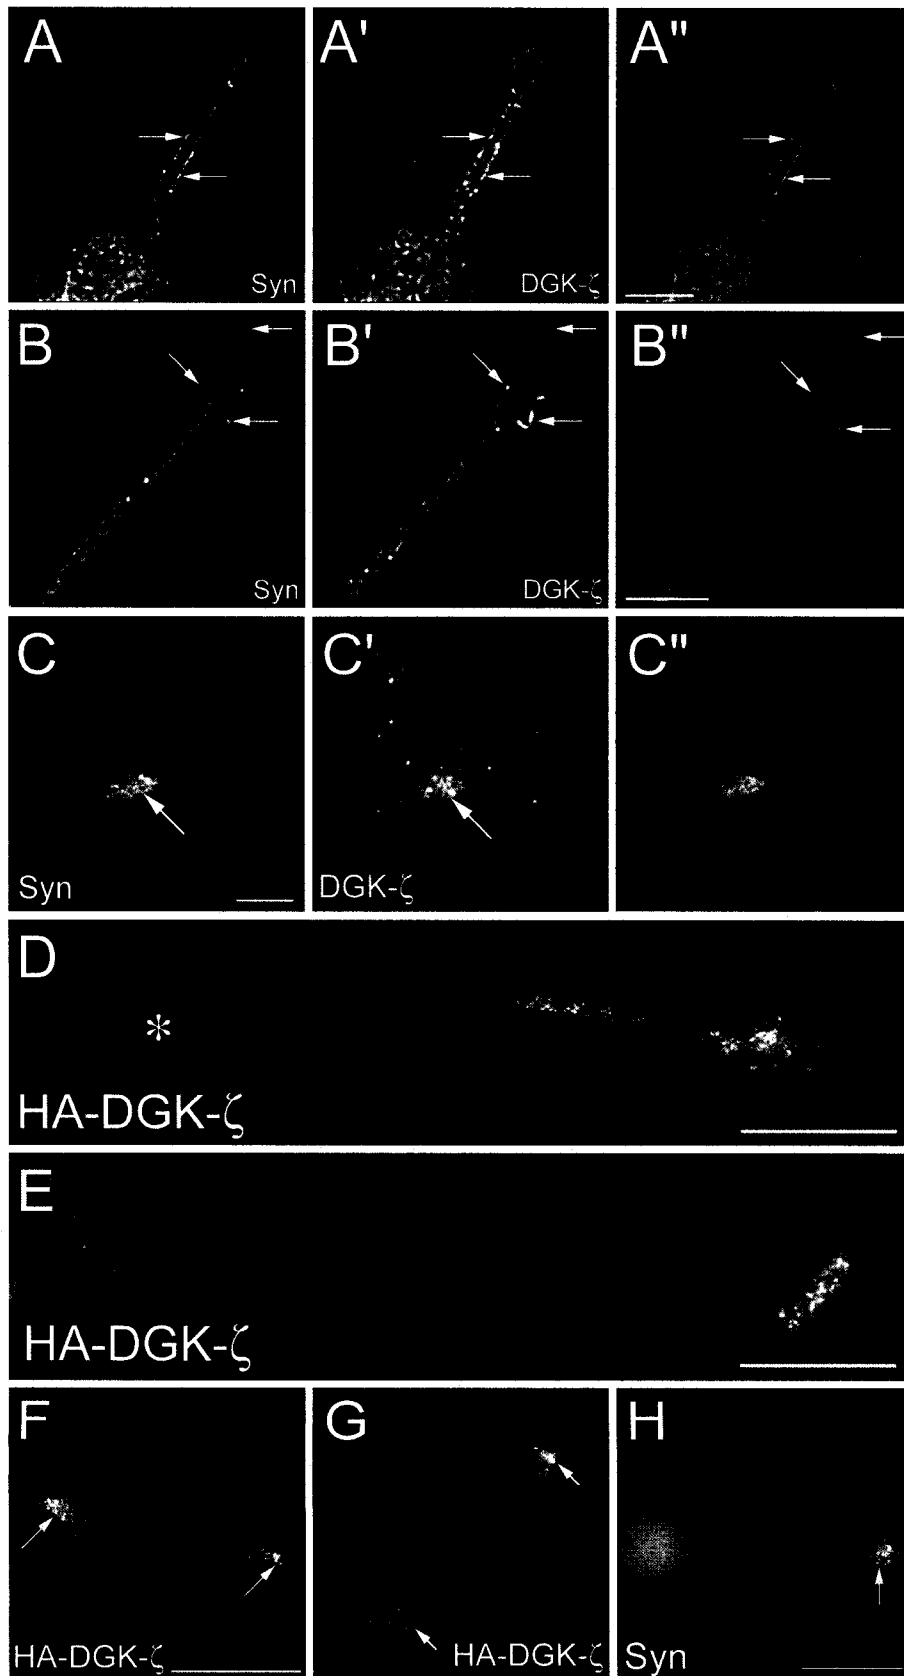 A A' A"
Syn DGK-ζ
B B' B"
Syn DGK-ζ
C C' C"
Syn DGK-ζ
D
*
HA-DGK-ζ
E
HA-DGK-ζ
F G H
HA-DGK-ζ HA-DGK-ζ Syn